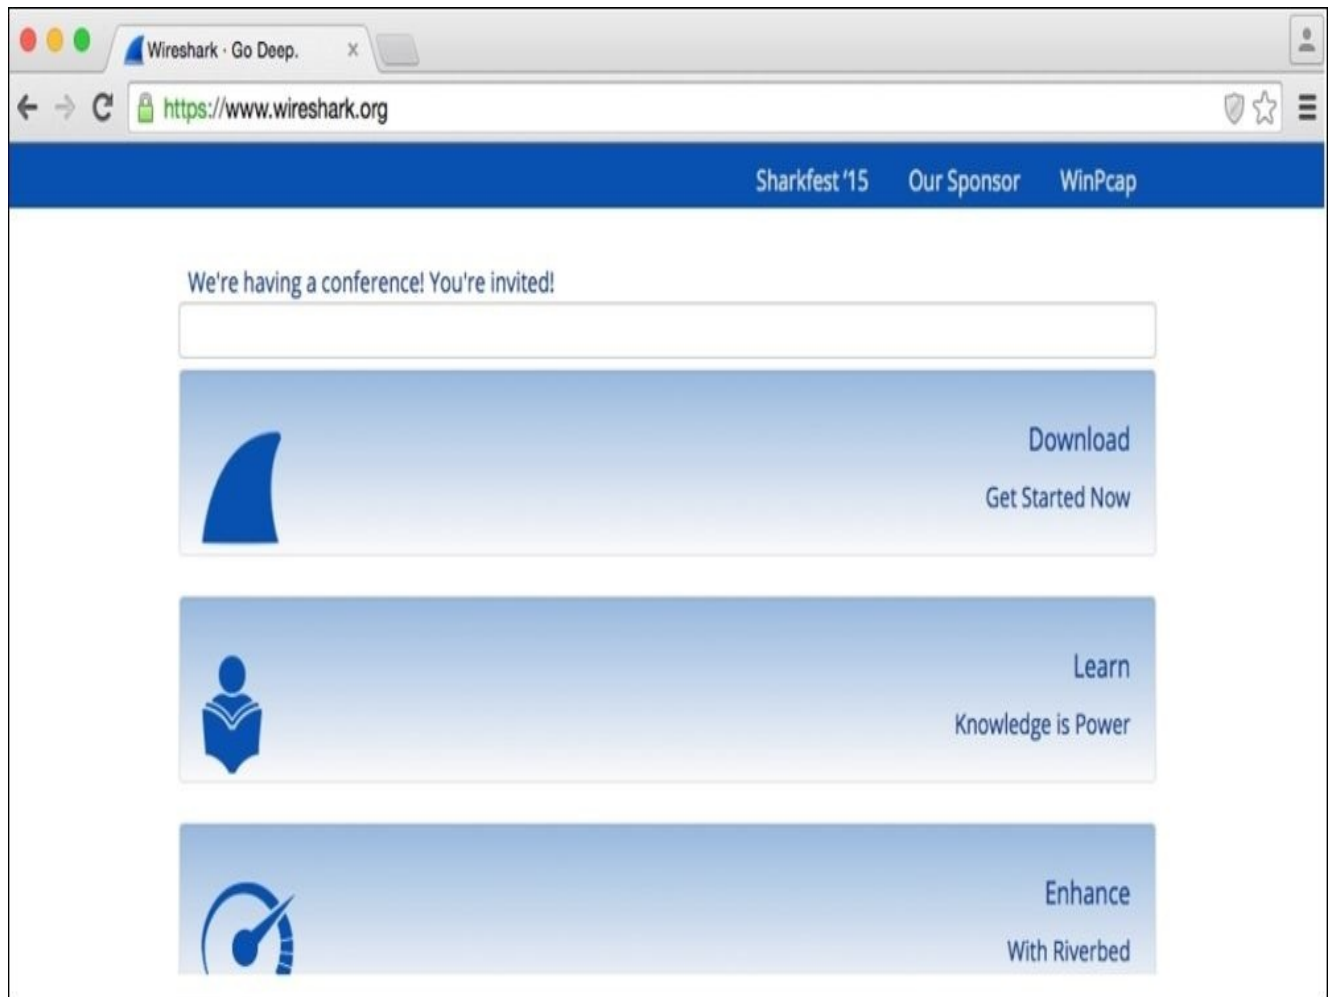 Wireshark · Go Deep.
https://www.wireshark.org
Sharkfest '15 Our Sponsor WinPcap
We're having a conference! You're invited!
Download
Get Started Now
Learn
Knowledge is Power
Enhance
With Riverbed